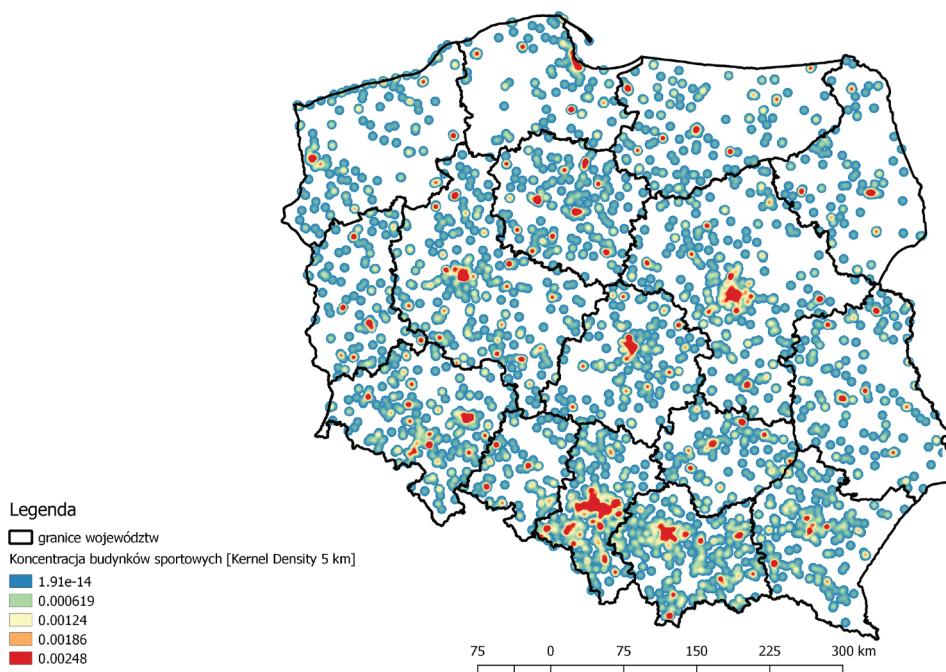 Legenda
granice województw
Koncentracja budynków sportowych [Kernel Density 5 km]
1.91e-14
0.000619
0.00124
0.00186
0.00248
75 0 75 150 225 300 km